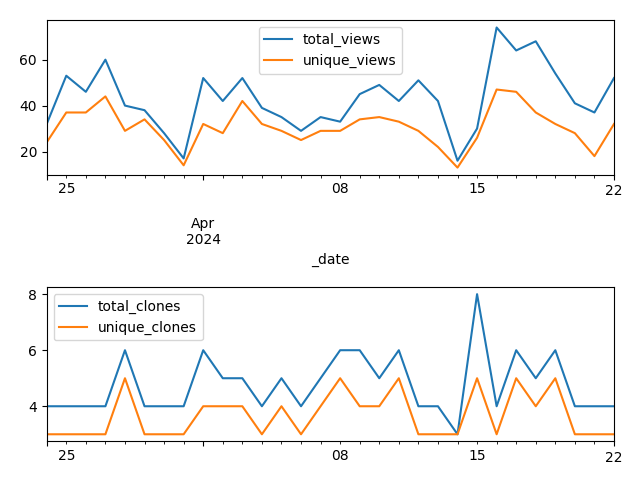 total_views
unique_views
60
40
20
25
08
15
22
Apr
2024
_date
total_clones
unique_clones
8
6
4
25
08
15
22